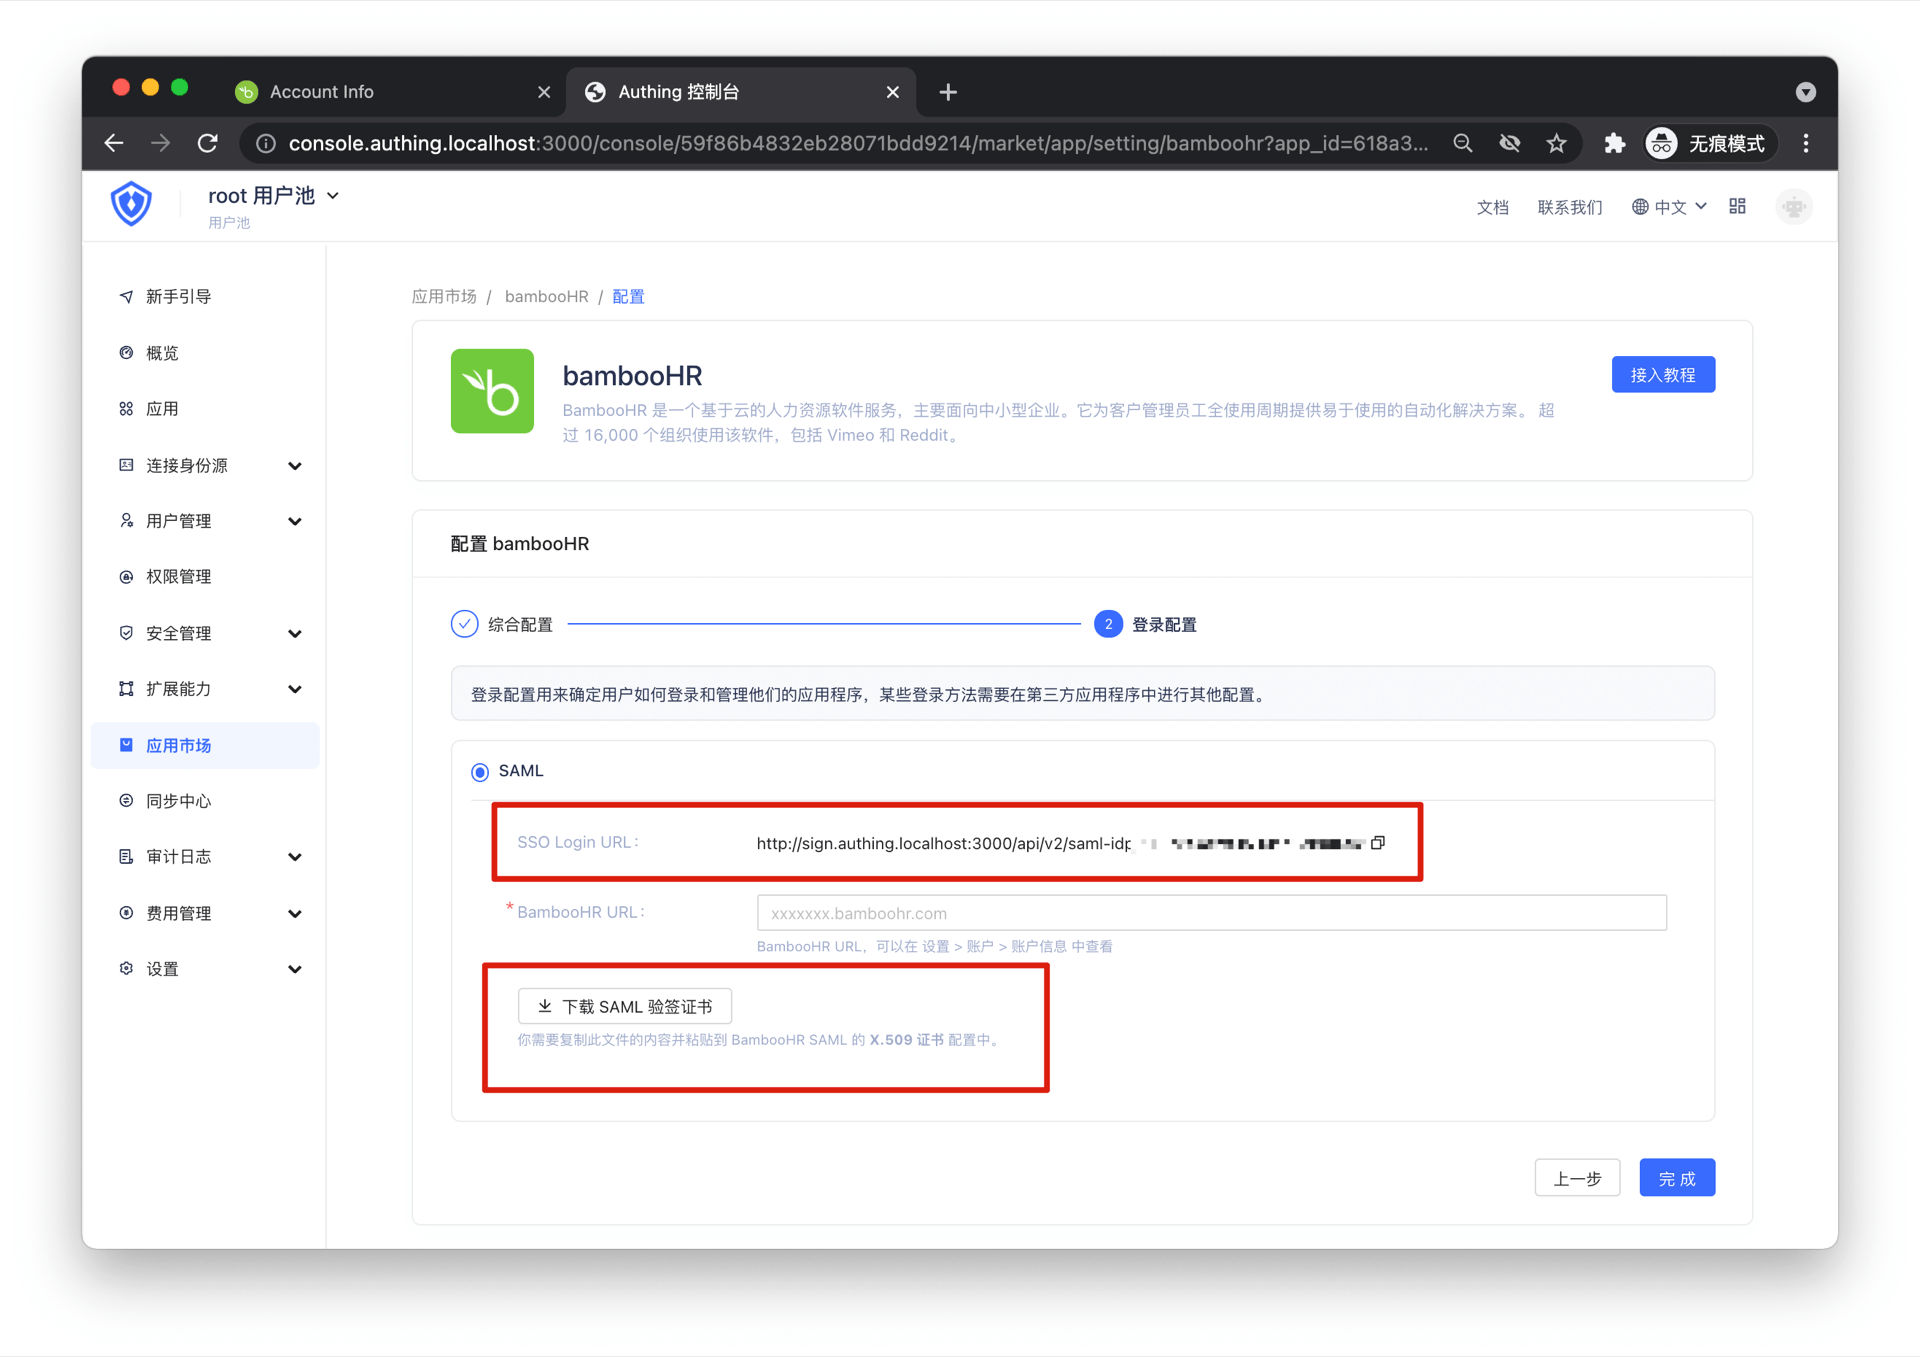 Account Info
Authing 控制台
console.authing.localhost:3000/console/59f86b4832eb28071bdd9214/market/app/setting/bamboohr?app_id=618a3...
无痕模式
root 用户池
用户池
文档
联系我们
中文
新手引导
概览
应用
连接身份源
用户管理
权限管理
安全管理
扩展能力
应用市场
同步中心
审计日志
费用管理
设置
应用市场 / bambooHR / 配置
bambooHR
接入教程
BambooHR 是一个基于云的人力资源软件服务，主要面向中小型企业。它为客户管理员工全使用周期提供易于使用的自动化解决方案。 超
过 16,000 个组织使用该软件，包括 Vimeo 和 Reddit。
配置 bambooHR
综合配置
2 登录配置
登录配置用来确定用户如何登录和管理他们的应用程序，某些登录方法需要在第三方应用程序中进行其他配置。
SAML
SSO Login URL：
http://sign.authing.localhost:3000/api/v2/saml-idp
* BambooHR URL：
xxxxxxx.bamboohr.com
BambooHR URL，可以在 设置 > 账户 > 账户信息 中查看
下载 SAML 验签证书
你需要复制此文件的内容并粘贴到 BambooHR SAML 的 X.509 证书 配置中。
上一步
完 成